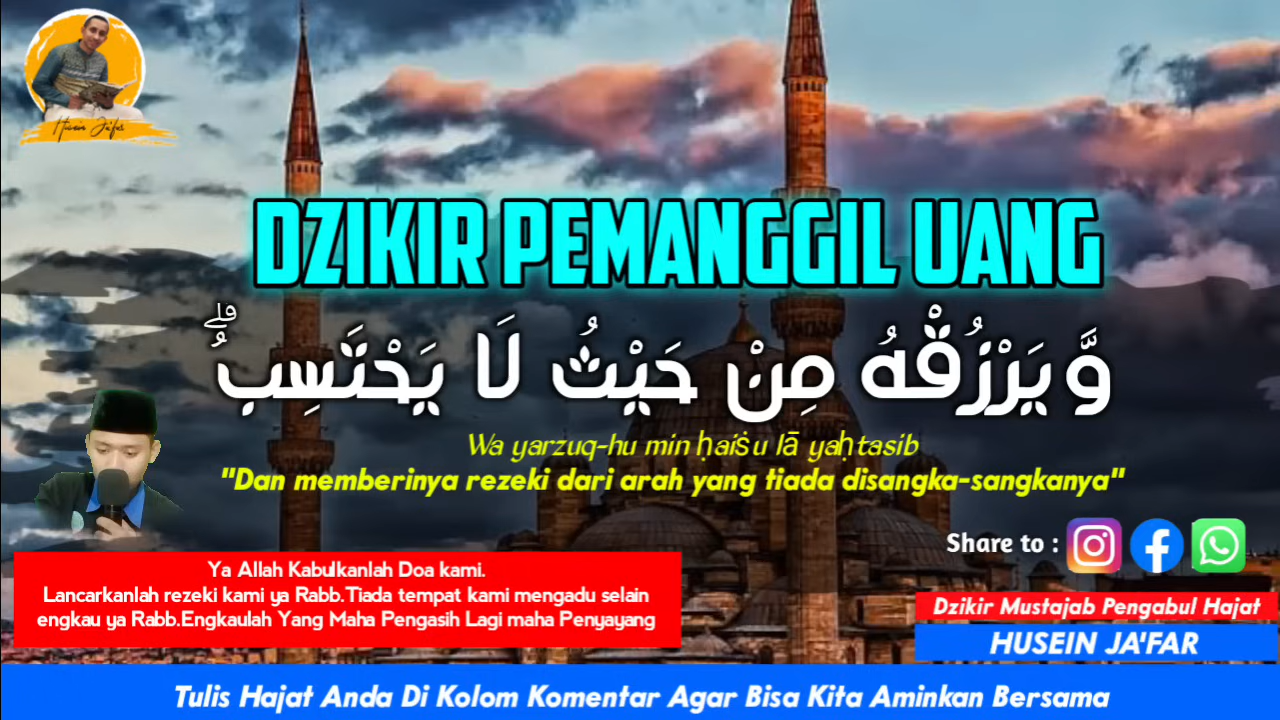 Husein Ja'far
DZIKIR PEMANGGIL UANG
وَّيَرْزُقْهُ مِنْ حَيْثُ لَا يَحْتَسِبُ ۗ
Wa yarzuq-hu min ḥaiṡu lā yaḥtasib
"Dan memberinya rezeki dari arah yang tiada disangka-sangkanya"
Share to :
Ya Allah Kabulkanlah Doa kami.
Lancarkanlah rezeki kami ya Rabb.Tiada tempat kami mengadu selain
engkau ya Rabb.Engkaulah Yang Maha Pengasih Lagi maha Penyayang
Dzikir Mustajab Pengabul Hajat
HUSEIN JA'FAR
Tulis Hajat Anda Di Kolom Komentar Agar Bisa Kita Aminkan Bersama